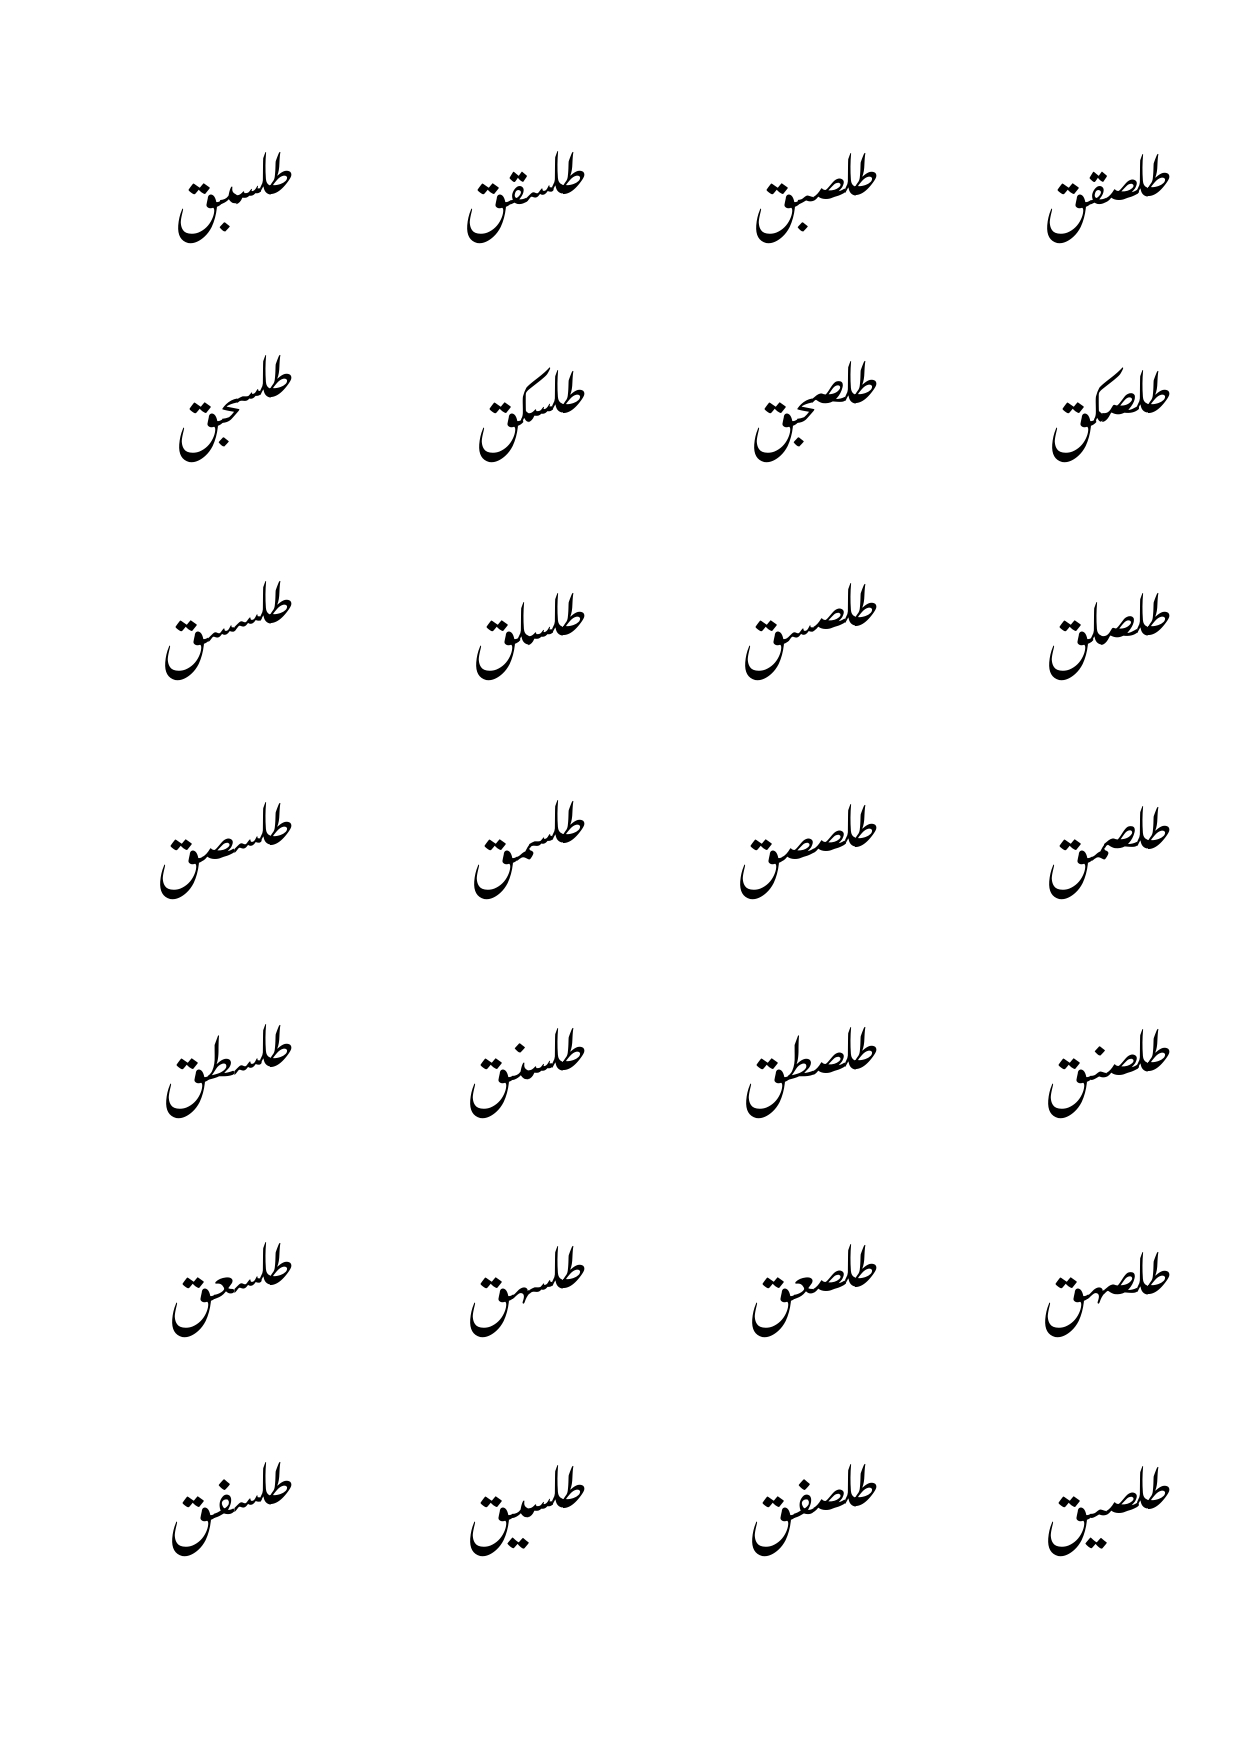 طلصقق طلصبق طلسقق طلسبق
طلصكق طلصجق طلسكق طلسجق
طلصلق طلصسق طلسلق طلسسق
طلصمق طلصصق طلسمق طلسصق
طلصنق طلصطق طلسنق طلسطق
طلصهق طلصعق طلسهق طلسعق
طلصيق طلصفق طلسيق طلسفق